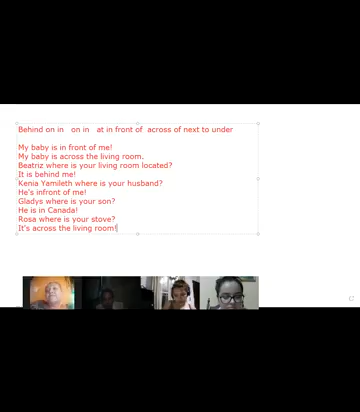 Behind on in on in at in front of across of next to under
My baby is in front of me!
My baby is across the living room.
Beatriz where is your living room located?
It is behind me!
Kenia Yamileth where is your husband?
He's infront of me!
Gladys where is your son?
He is in Canada!
Rosa where is your stove?
It's across the living room!